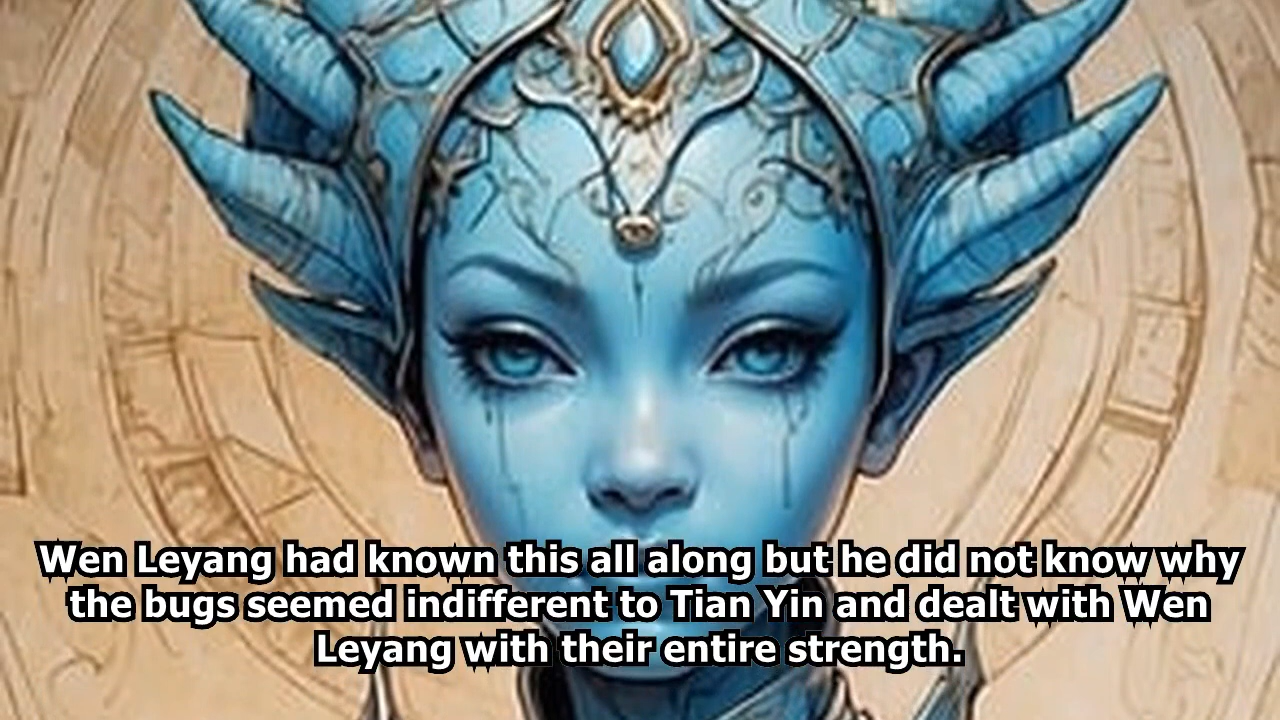 Wen Leyang had known this all along but he did not know why
the bugs seemed indifferent to Tian Yin and dealt with Wen
Leyang with their entire strength.